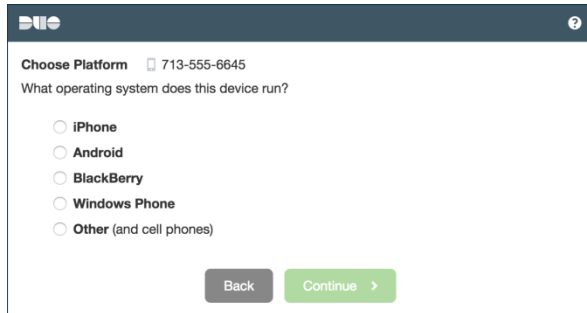 DUO
?
Choose Platform 713-555-6645
What operating system does this device run?
iPhone
Android
BlackBerry
Windows Phone
Other (and cell phones)
Back Continue >